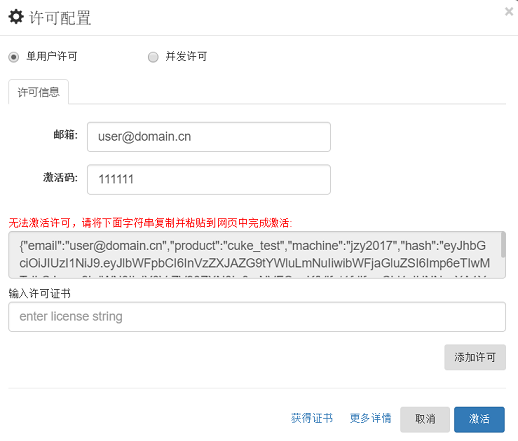 许可配置
单用户许可
并发许可
许可信息
邮箱: user@domain.cn
激活码: 111111
无法激活许可，请将下面字符串复制并粘贴到网页中完成激活:
{"email":"user@domain.cn","product":"cuke_test","machine":"jzy2017","hash":"eyJhbG
ciOiJIUzI1NiJ9.eyJlbWFpbCI6InVzZXJAZG9tYWluLmNuIiwibWFjaGluZSI6Imp6eTIwM
输入许可证书
enter license string
添加许可
获得证书
更多详情
取消
激活